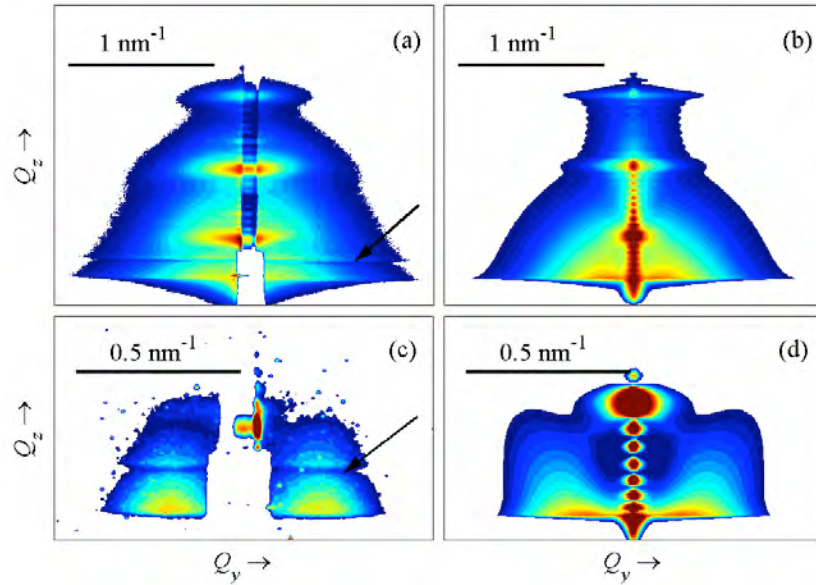 1 nm⁻¹ (a)
1 nm⁻¹ (b)
Q_z →
0.5 nm⁻¹ (c)
0.5 nm⁻¹ (d)
Q_z →
Q_y →
Q_y →